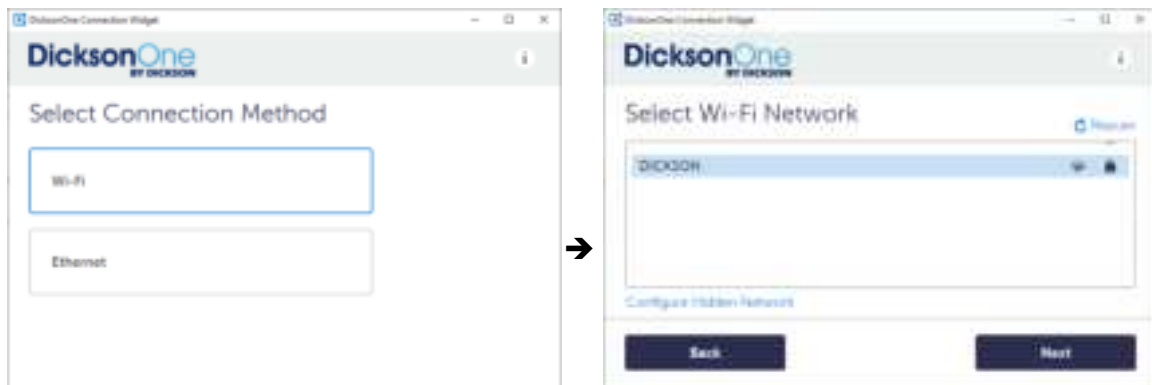 DicksonOne Connection Widget
DicksonOne
BY DICKSON
Select Connection Method
Wi-Fi
Ethernet
➔
DicksonOne Connection Widget
DicksonOne
BY DICKSON
Select Wi-Fi Network
Rescan
DICKSON
Configure Hidden Network
Back
Next